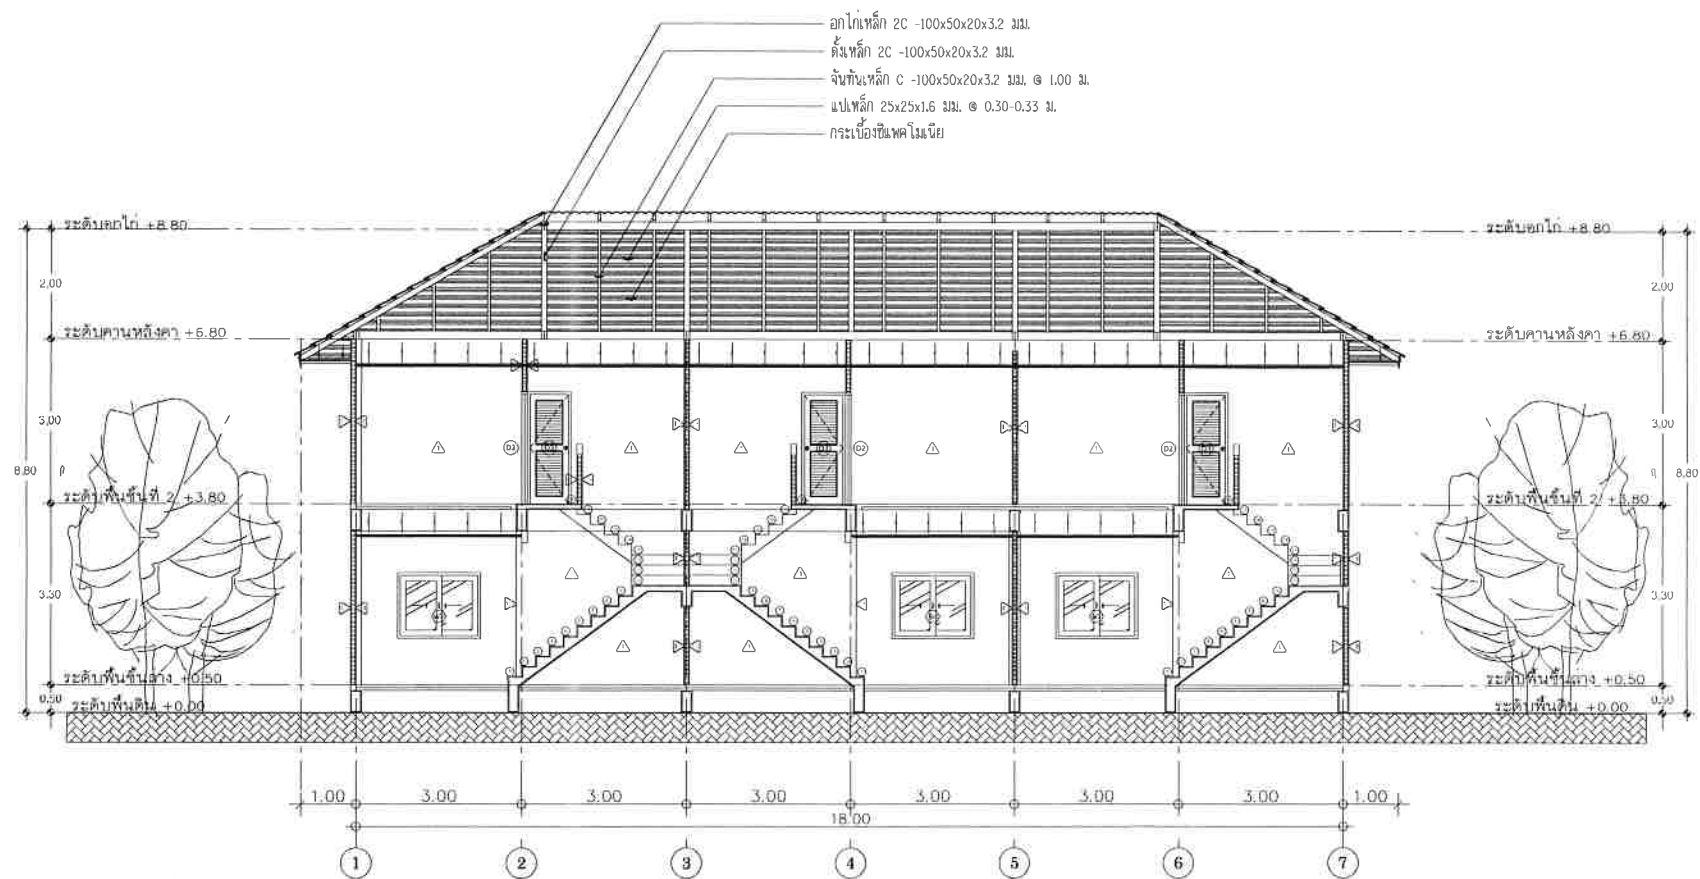 อกไก่เหล็ก 2C -100x50x20x3.2 มม.
ดั้งเหล็ก 2C -100x50x20x3.2 มม.
จันทันเหล็ก C -100x50x20x3.2 มม. @ 1.00 ม.
แปเหล็ก 25x25x1.6 มม. @ 0.30-0.33 ม.
กระเบื้องซีแพคโมเนีย
ระดับอกไก่ +8.80
ระดับอกไก่ +8.80
2.00
2.00
ระดับคานหลังคา +6.80
ระดับคานหลังคา +6.80
3.00
3.00
8.80
8.80
D2
D2
D2
ระดับพื้นชั้นที่ 2 +3.80
ระดับพื้นชั้นที่ 2 +3.80
3.30
3.30
ระดับพื้นชั้นล่าง +0.50
ระดับพื้นชั้นล่าง +0.50
0.50
0.50
ระดับพื้นดิน +0.00
ระดับพื้นดิน +0.00
1.00 3.00 3.00 3.00 3.00 3.00 3.00 1.00
18.00
1 2 3 4 5 6 7